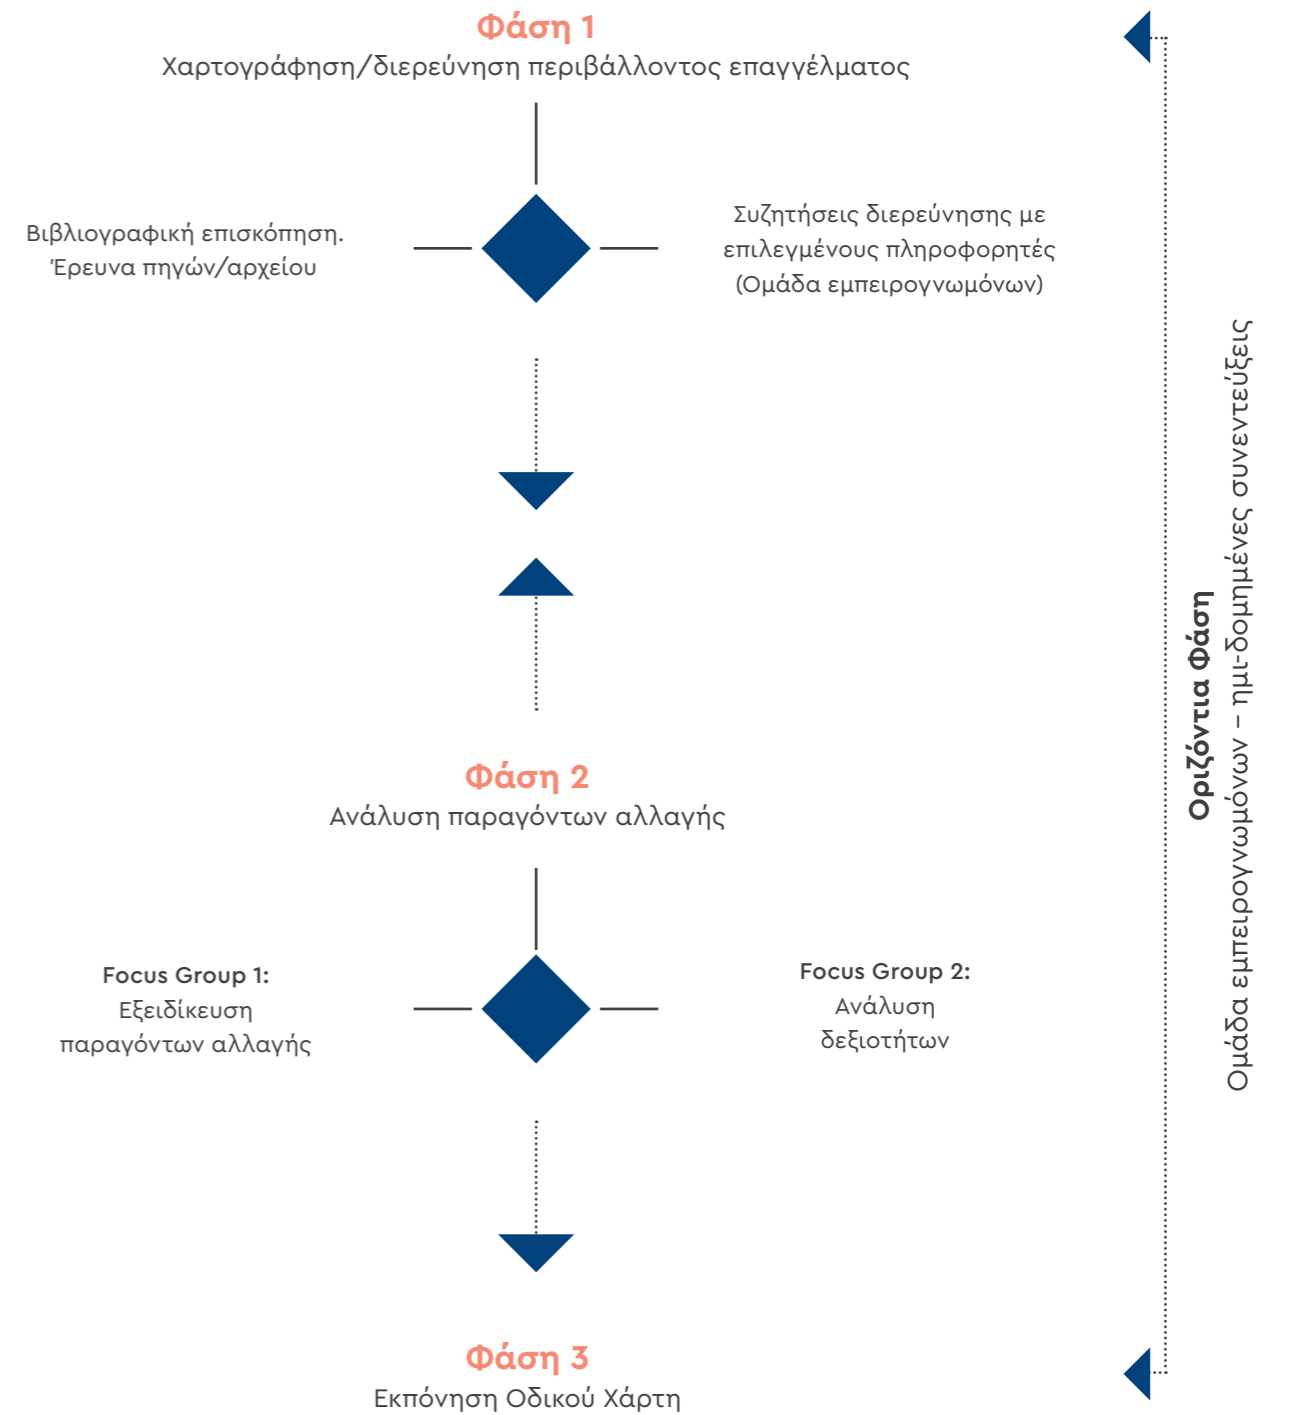 Φάση 1
Χαρτογράφηση/διερεύνηση περιβάλλοντος επαγγέλματος
Βιβλιογραφική επισκόπηση.
Έρευνα πηγών/αρχείου
Συζητήσεις διερεύνησης με
επιλεγμένους πληροφορητές
(Ομάδα εμπειρογνωμόνων)
Φάση 2
Ανάλυση παραγόντων αλλαγής
Focus Group 1:
Εξειδίκευση
παραγόντων αλλαγής
Focus Group 2:
Ανάλυση
δεξιοτήτων
Φάση 3
Εκπόνηση Οδικού Χάρτη
Οριζόντια Φάση
Ομάδα εμπειρογνωμόνων – ημι-δομημένες συνεντεύξεις